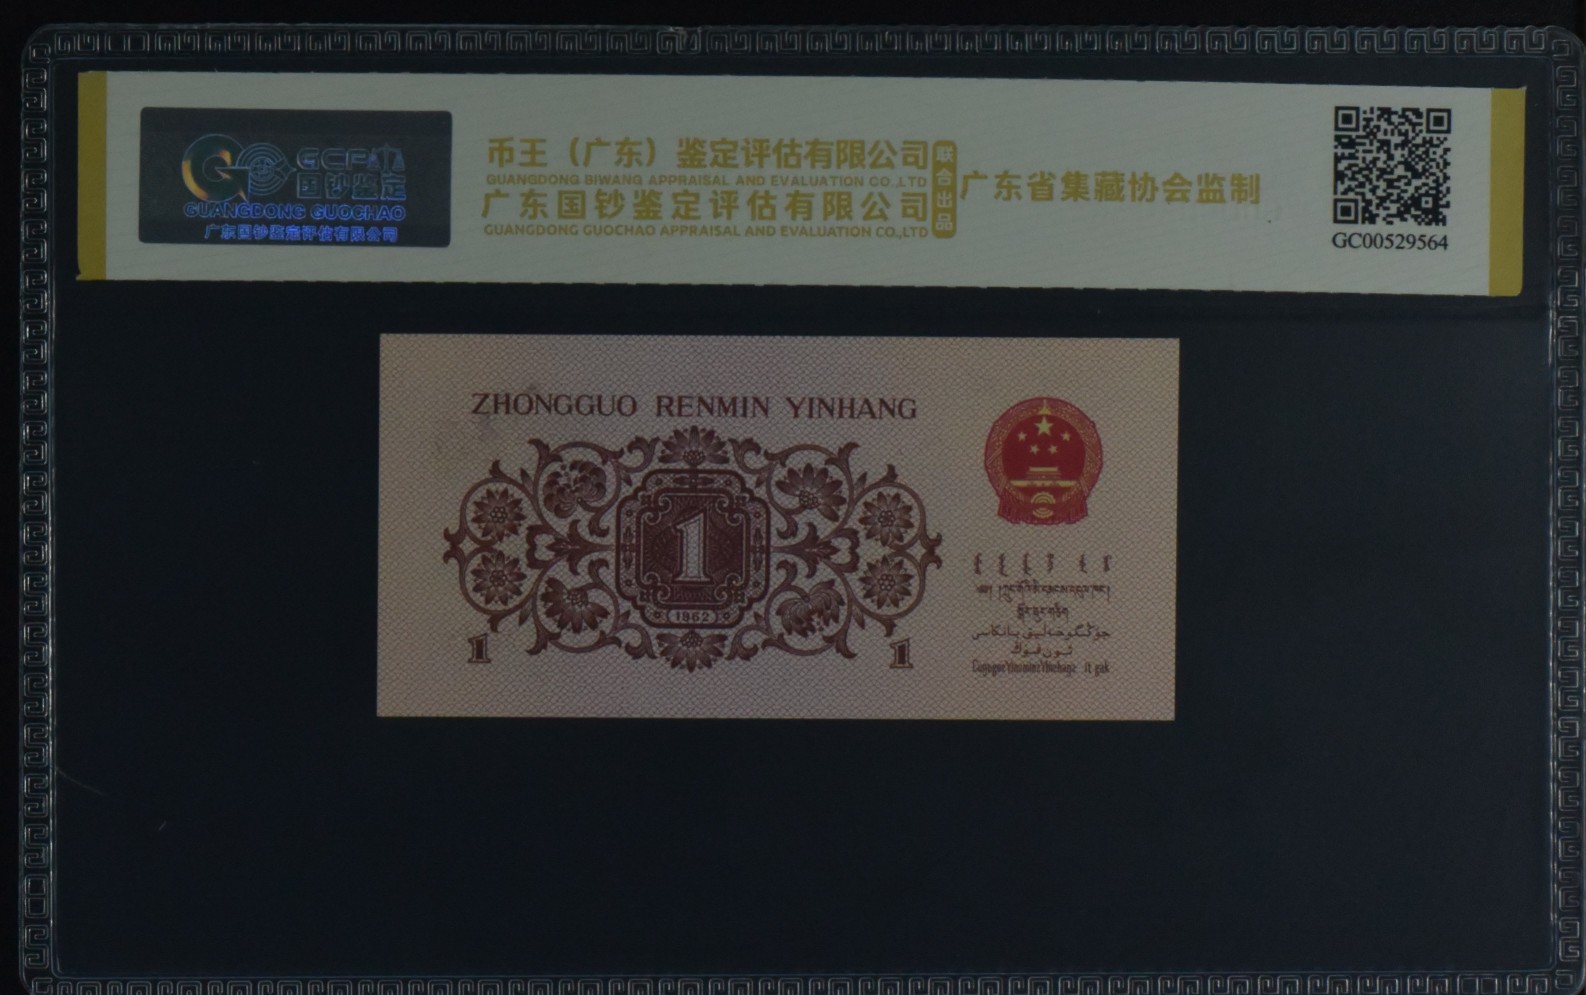 GCP
国钞鉴定
GUANGDONG GUOCHAO
广东国钞鉴定评估有限公司
币王（广东）鉴定评估有限公司
GUANGDONG BIWANG APPRAISAL AND EVALUATION CO.,LTD
广东国钞鉴定评估有限公司
GUANGDONG GUOCHAO APPRAISAL AND EVALUATION CO.,LTD
联合出品
广东省集藏协会监制
GC00529564
ZHONGGUO RENMIN YINHANG
1
1962
1
1